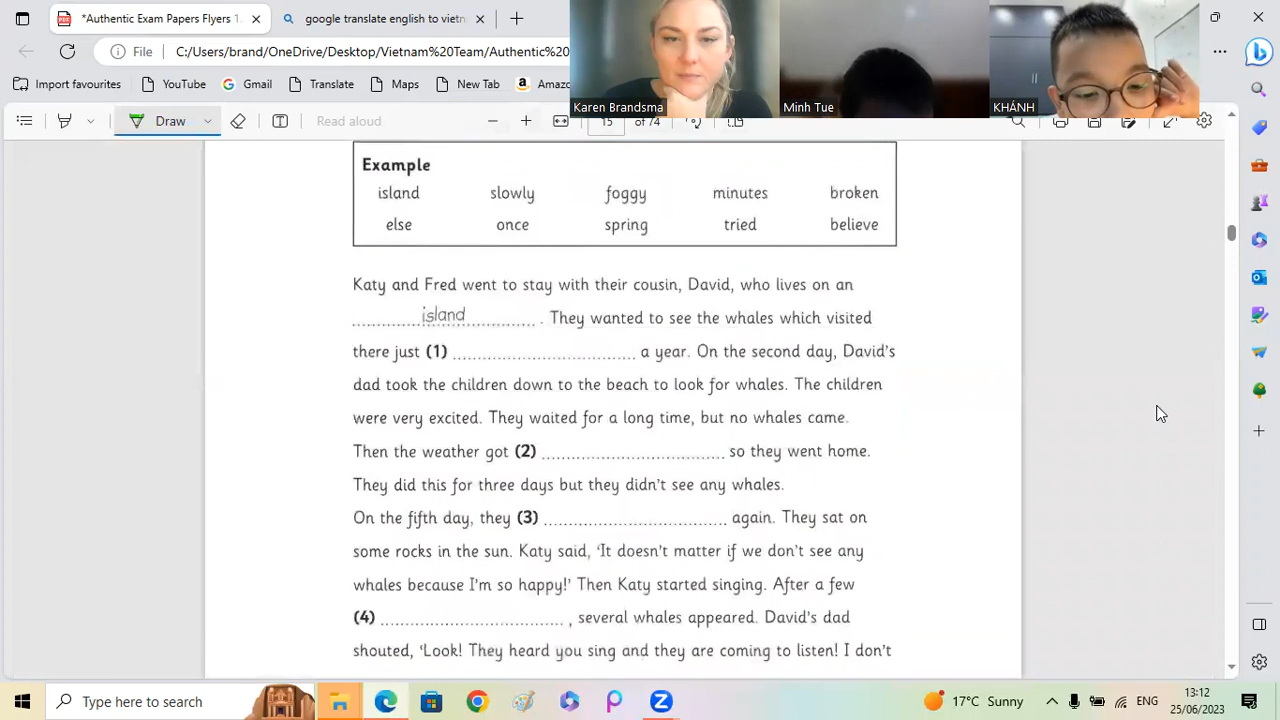 *Authentic Exam Papers Flyers 1.
google translate english to vietn
File
C:/Users/brand/OneDrive/Desktop/Vietnam%20Team/Authentic%20
Import favourites
YouTube
Gmail
Translate
Maps
New Tab
Amaz
Karen Brandsma
Minh Tue
KHÁNH
Draw
Read aloud
15 of 74
Example
island slowly foggy minutes broken
else once spring tried believe
Katy and Fred went to stay with their cousin, David, who lives on an
island . They wanted to see the whales which visited
there just (1) a year. On the second day, David's
dad took the children down to the beach to look for whales. The children
were very excited. They waited for a long time, but no whales came.
Then the weather got (2) so they went home.
They did this for three days but they didn't see any whales.
On the fifth day, they (3) again. They sat on
some rocks in the sun. Katy said, 'It doesn't matter if we don't see any
whales because I'm so happy!' Then Katy started singing. After a few
(4) , several whales appeared. David's dad
shouted, 'Look! They heard you sing and they are coming to listen! I don't
Type here to search
17°C Sunny
ENG
13:12
25/06/2023